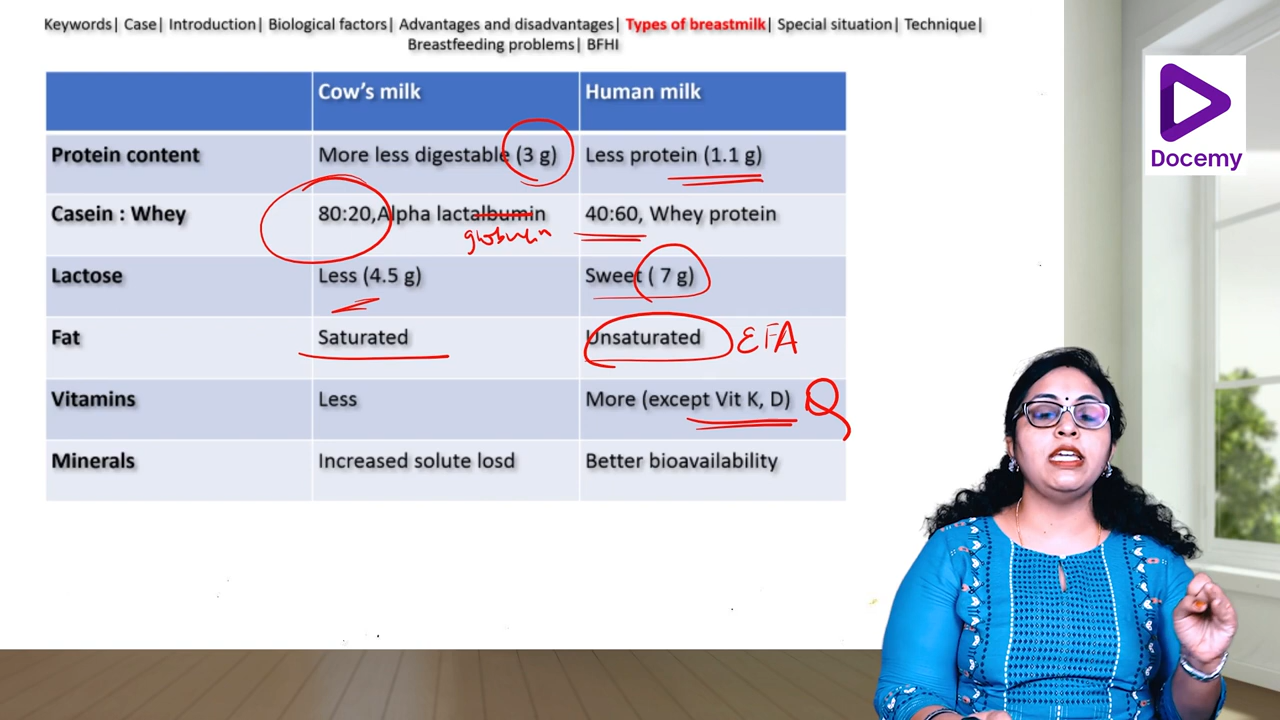 Keywords| Case| Introduction| Biological factors| Advantages and disadvantages| Types of breastmilk| Special situation| Technique|
Breastfeeding problems| BFHI
Docemy
Cow's milk Human milk
Protein content More less digestable (3 g) Less protein (1.1 g)
Casein : Whey 80:20,Alpha lactalbumin 40:60, Whey protein
globulin
Lactose Less (4.5 g) Sweet ( 7 g)
Fat Saturated Unsaturated EFA
Vitamins Less More (except Vit K, D)
Minerals Increased solute losd Better bioavailability